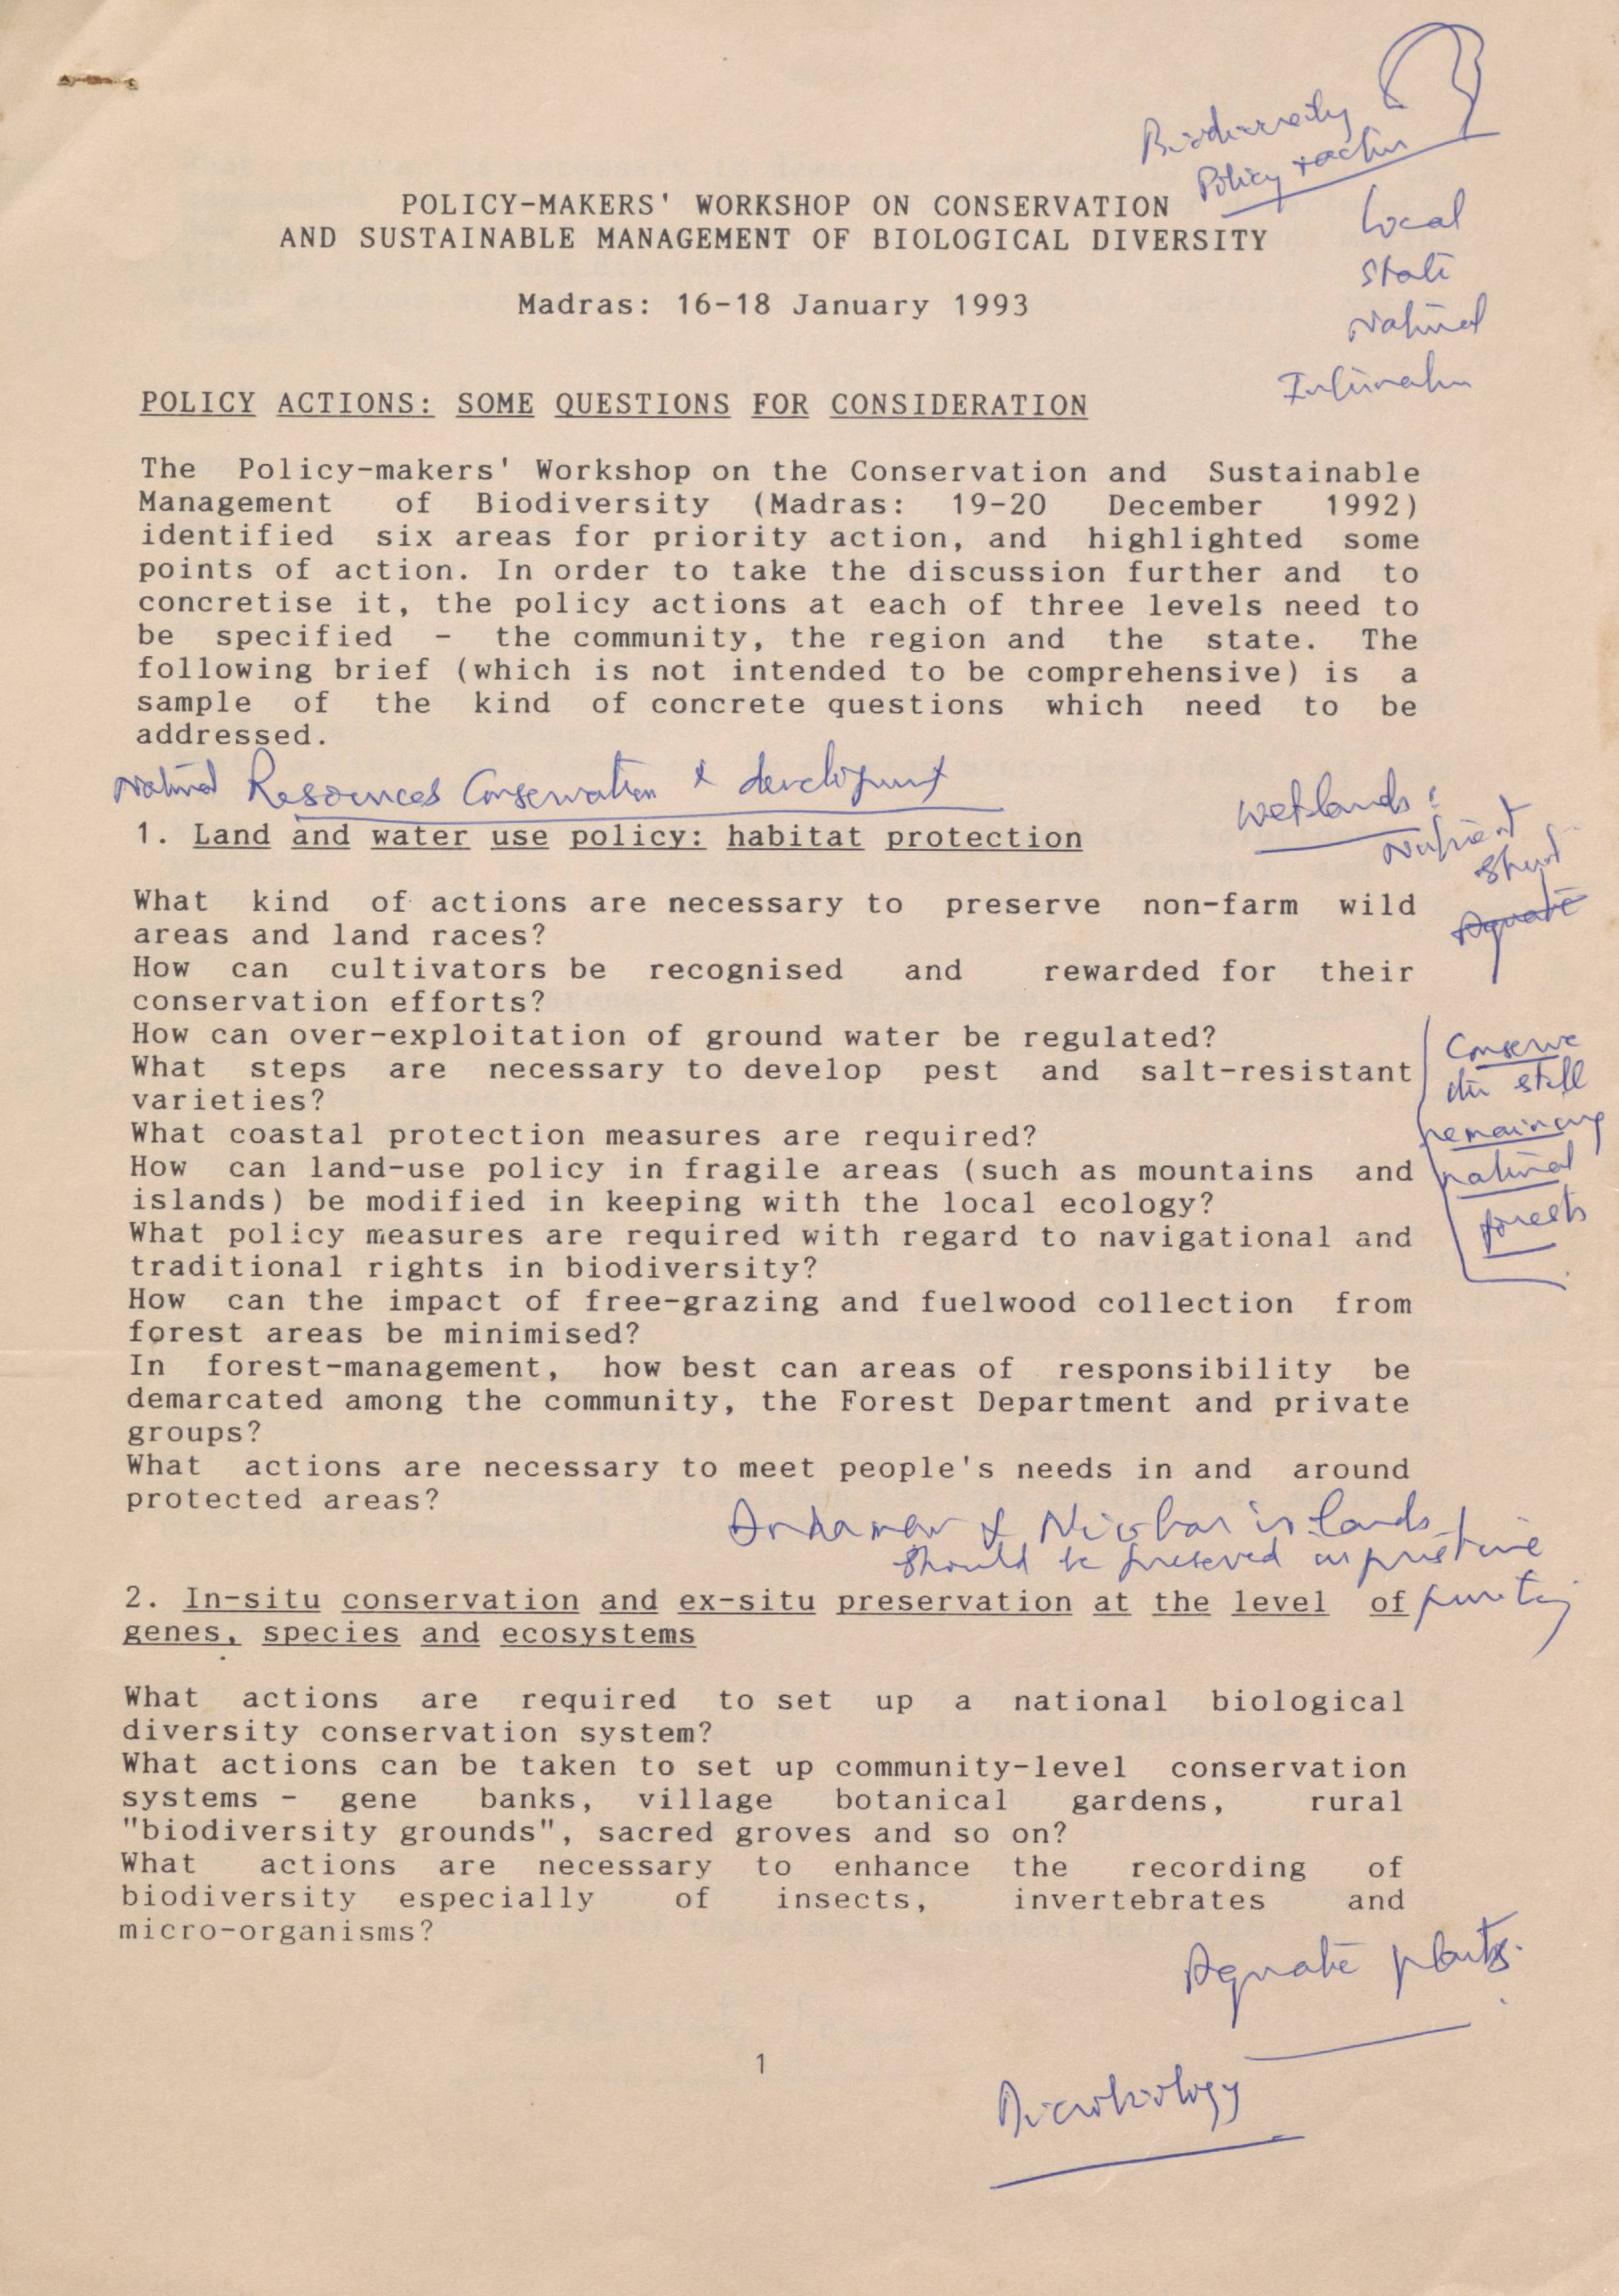 Biodiversity
Policy + action
Local
State
National
International
POLICY-MAKERS' WORKSHOP ON CONSERVATION
AND SUSTAINABLE MANAGEMENT OF BIOLOGICAL DIVERSITY
Madras: 16-18 January 1993
POLICY ACTIONS: SOME QUESTIONS FOR CONSIDERATION
The Policy-makers' Workshop on the Conservation and Sustainable
Management of Biodiversity (Madras: 19-20 December 1992)
identified six areas for priority action, and highlighted some
points of action. In order to take the discussion further and to
concretise it, the policy actions at each of three levels need to
be specified - the community, the region and the state. The
following brief (which is not intended to be comprehensive) is a
sample of the kind of concrete questions which need to be
addressed.
Natural Resources Conservation & development
Wetlands:
Nutrient
Aquatic
1. Land and water use policy: habitat protection
What kind of actions are necessary to preserve non-farm wild
areas and land races?
How can cultivators be recognised and rewarded for their
conservation efforts?
How can over-exploitation of ground water be regulated?
What steps are necessary to develop pest and salt-resistant
varieties?
What coastal protection measures are required?
How can land-use policy in fragile areas (such as mountains and
islands) be modified in keeping with the local ecology?
What policy measures are required with regard to navigational and
traditional rights in biodiversity?
How can the impact of free-grazing and fuelwood collection from
forest areas be minimised?
In forest-management, how best can areas of responsibility be
demarcated among the community, the Forest Department and private
groups?
What actions are necessary to meet people's needs in and around
protected areas?
Conserve
the still
remaining
natural
forests
Andaman & Nicobar islands
should be preserved in pristine
purity
2. In-situ conservation and ex-situ preservation at the level of
genes, species and ecosystems
What actions are required to set up a national biological
diversity conservation system?
What actions can be taken to set up community-level conservation
systems - gene banks, village botanical gardens, rural
"biodiversity grounds", sacred groves and so on?
What actions are necessary to enhance the recording of
biodiversity especially of insects, invertebrates and
micro-organisms?
Aquatic plants.
1
Microbiology